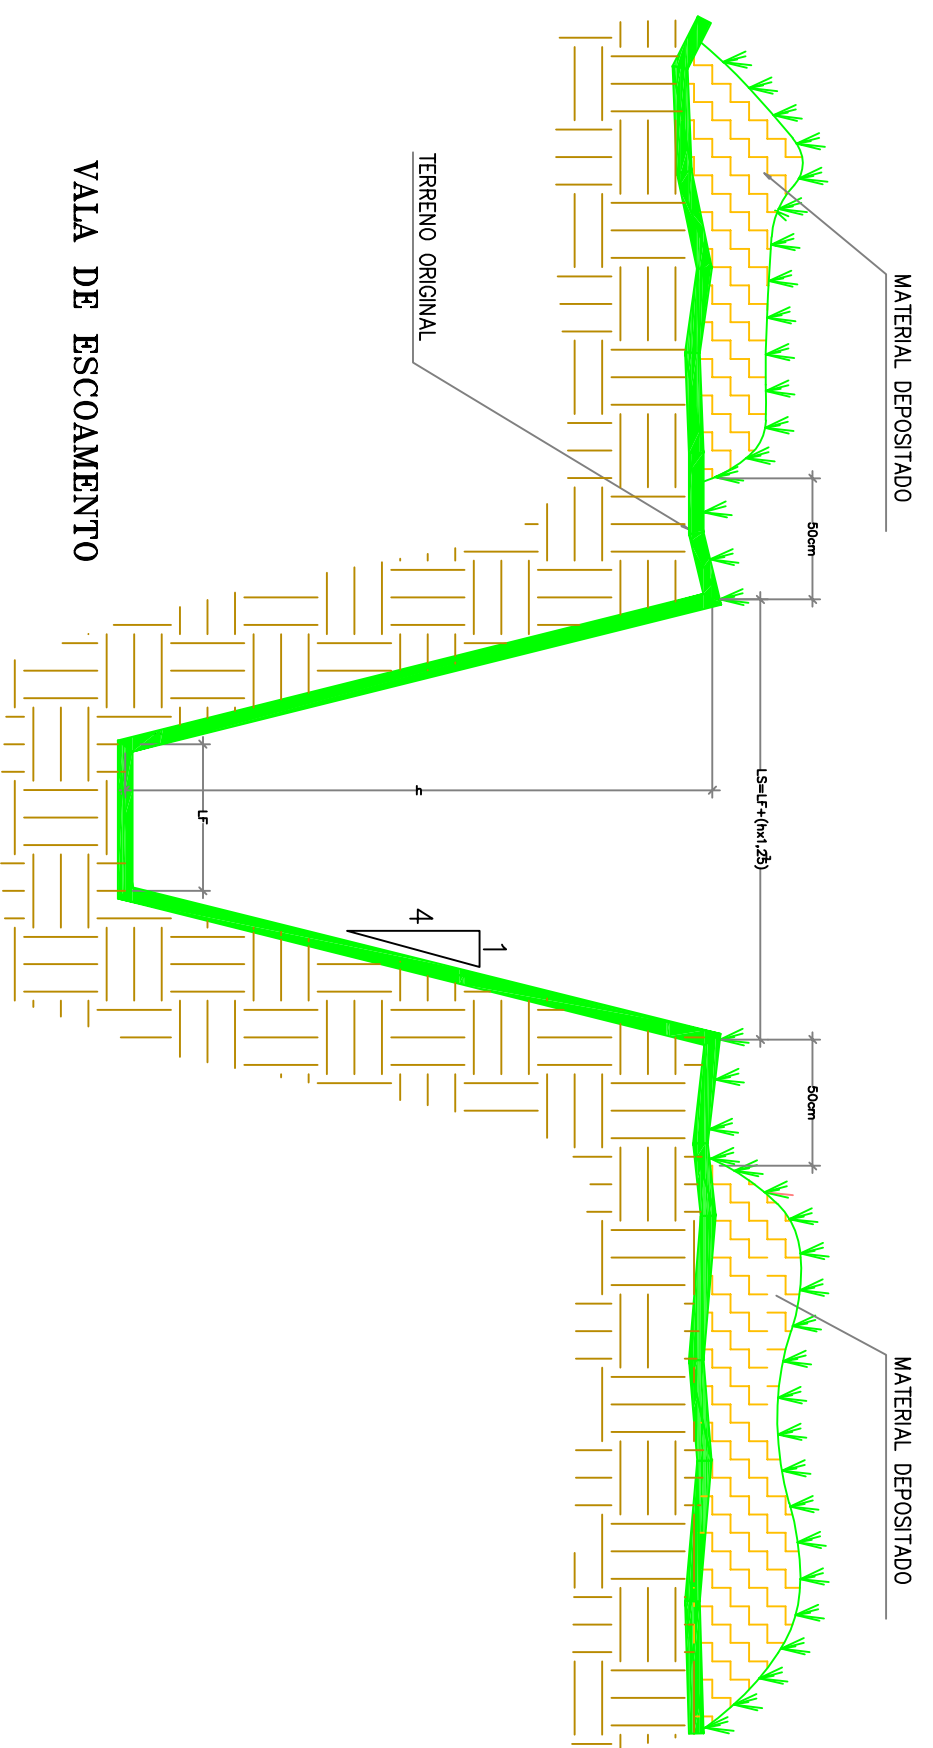 MATERIAL DEPOSITADO
MATERIAL DEPOSITADO
50cm
50cm
LS=LF+(hx1,25)
TERRENO ORIGINAL
h
1
4
LF
VALA DE ESCOAMENTO